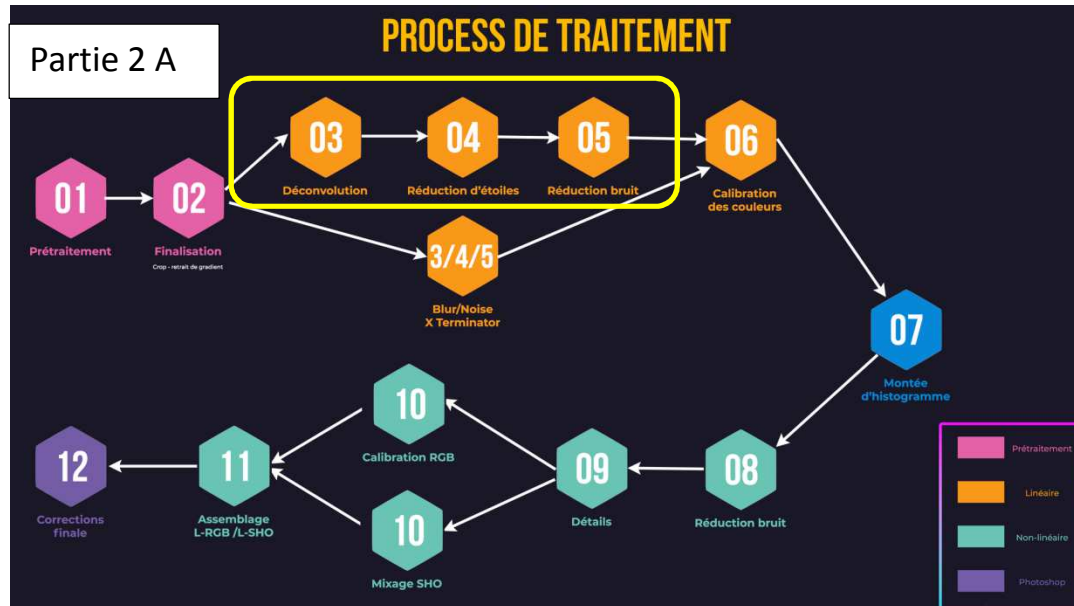 PROCESS DE TRAITEMENT
Partie 2 A
01
Prétraitement
02
Finalisation
Crop - retrait de gradient
03
Déconvolution
04
Réduction d'étoiles
05
Réduction bruit
3/4/5
Blur/Noise
X Terminator
06
Calibration
des couleurs
07
Montée
d'histogramme
08
Réduction bruit
09
Détails
10
Calibration RGB
10
Mixage SHO
11
Assemblage
L-RGB /L-SHO
12
Corrections
finale
Prétraitement
Linéaire
Non-linéaire
Photoshop